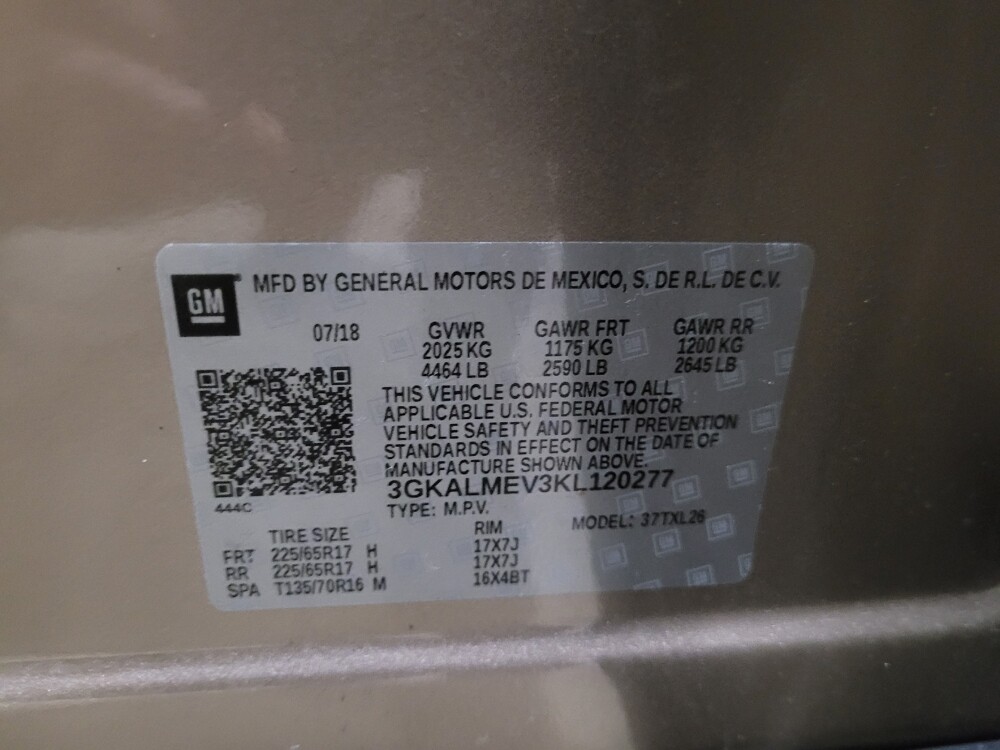 GM
MFD BY GENERAL MOTORS DE MEXICO, S. DE R.L. DE C.V.
07/18 GVWR GAWR FRT GAWR RR
2025 KG 1175 KG 1200 KG
4464 LB 2590 LB 2645 LB
THIS VEHICLE CONFORMS TO ALL
APPLICABLE U.S. FEDERAL MOTOR
VEHICLE SAFETY AND THEFT PREVENTION
STANDARDS IN EFFECT ON THE DATE OF
MANUFACTURE SHOWN ABOVE.
3GKALMEV3KL120277
444C
TYPE: M.P.V. MODEL: 37TXL26
TIRE SIZE RIM
FRT 225/65R17 H 17X7J
RR 225/65R17 H 17X7J
SPA T135/70R16 M 16X4BT